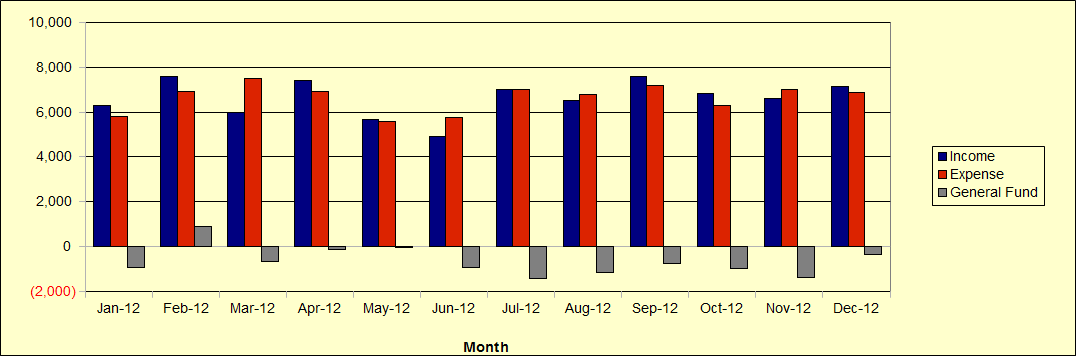 10,000
8,000
6,000
4,000
2,000
0
(2,000)
Jan-12 Feb-12 Mar-12 Apr-12 May-12 Jun-12 Jul-12 Aug-12 Sep-12 Oct-12 Nov-12 Dec-12
Month
Income
Expense
General Fund